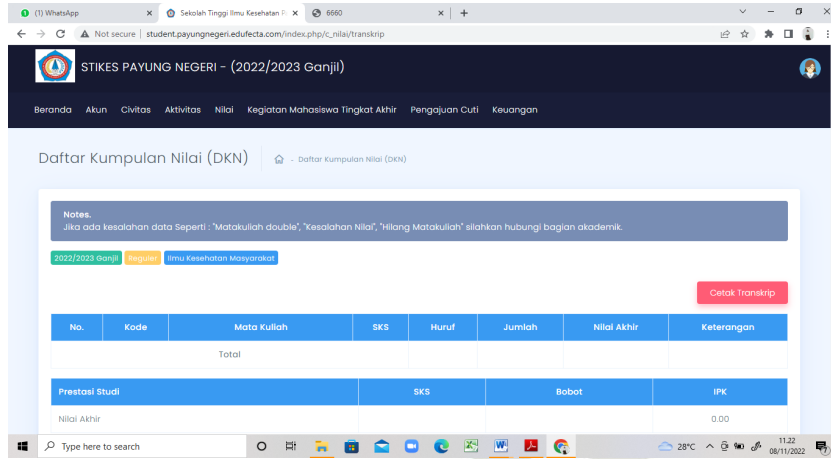 (1) WhatsApp
Sekolah Tinggi Ilmu Kesehatan Pa
6660
Not secure | student.payungnegeri.edufecta.com/index.php/c_nilai/transkrip
STIKES PAYUNG NEGERI - (2022/2023 Ganjil)
Beranda Akun Civitas Aktivitas Nilai Kegiatan Mahasiswa Tingkat Akhir Pengajuan Cuti Keuangan
Daftar Kumpulan Nilai (DKN) - Daftar Kumpulan Nilai (DKN)
Notes.
Jika ada kesalahan data Seperti : "Matakuliah double", "Kesalahan Nilai", "Hilang Matakuliah" silahkan hubungi bagian akademik.
2022/2023 Ganjil Reguler Ilmu Kesehatan Masyarakat
Cetak Transkrip
No. Kode Mata Kuliah SKS Huruf Jumlah Nilai Akhir Keterangan
Total
Prestasi Studi SKS Bobot IPK
Nilai Akhir 0.00
Type here to search
28°C
11.22
08/11/2022